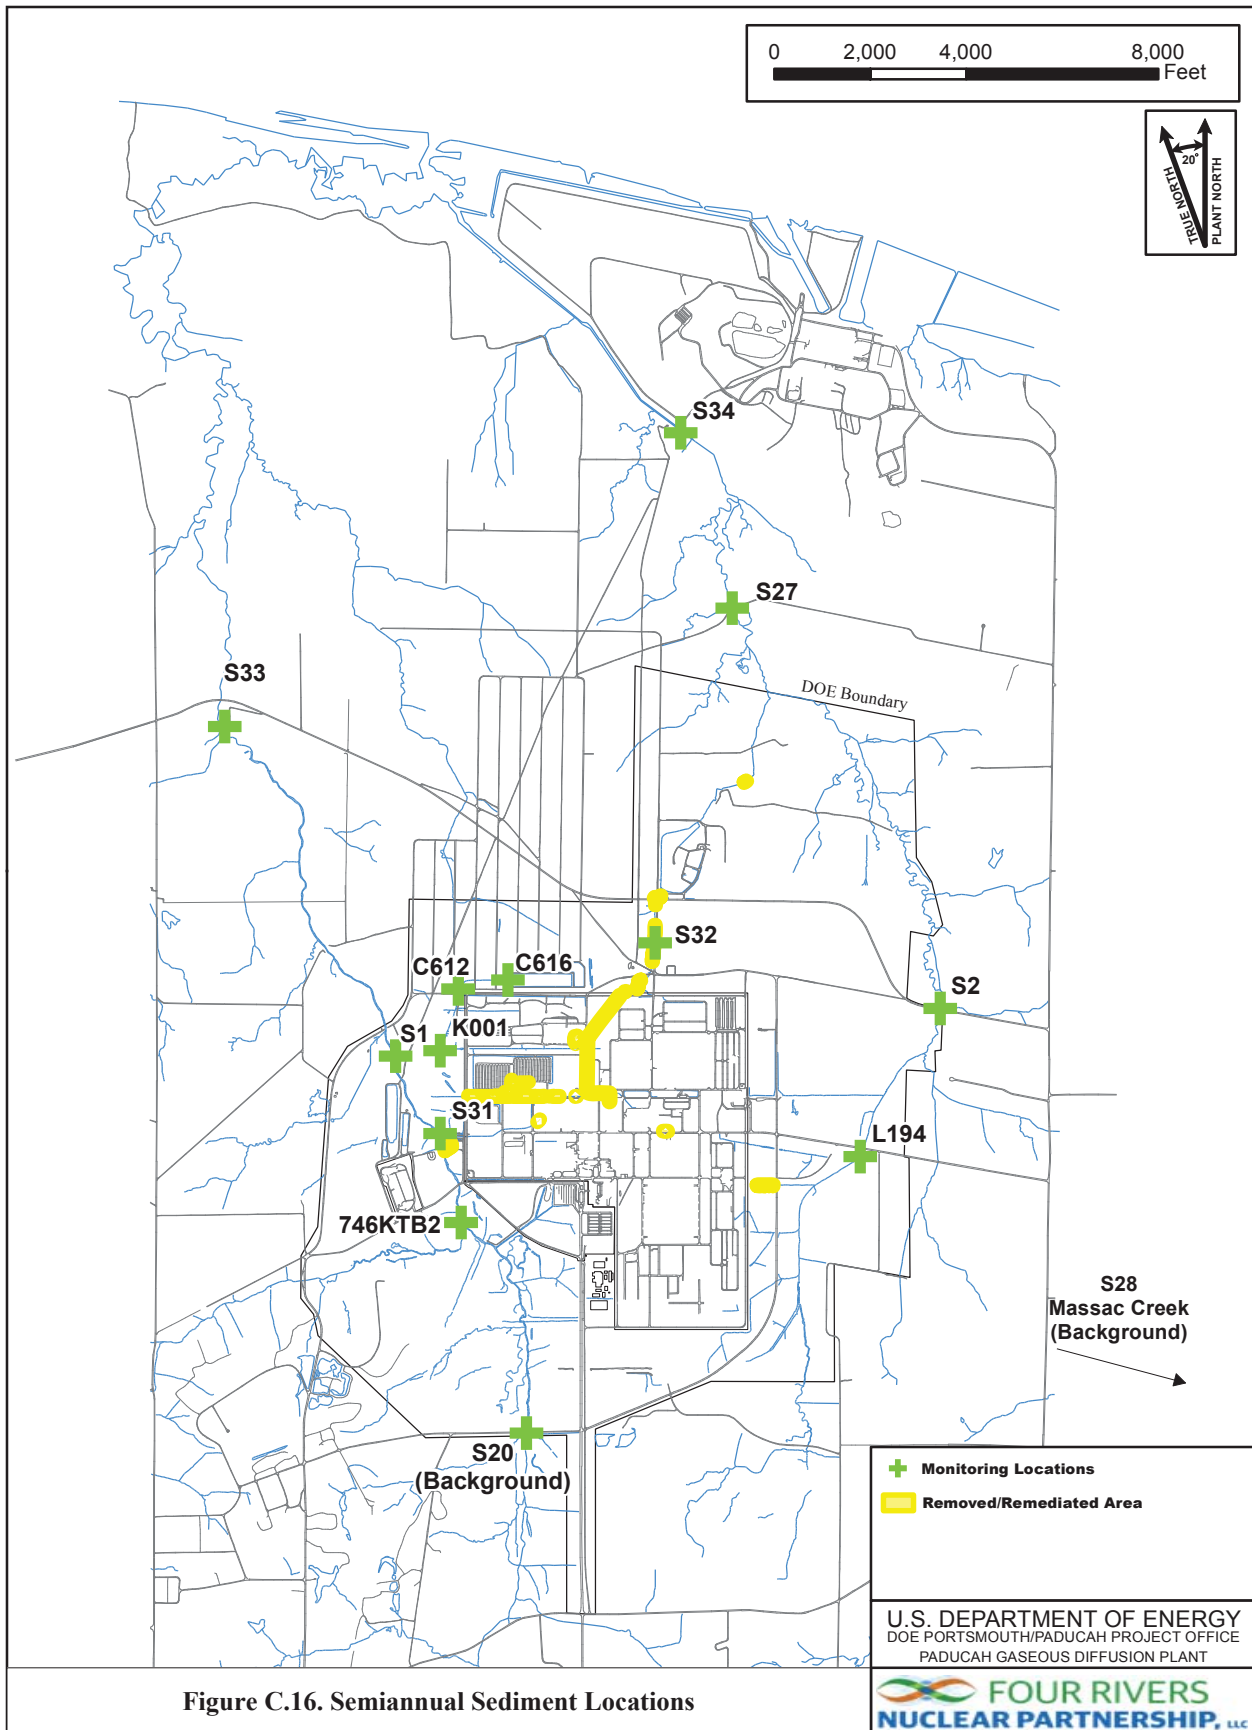 0 2,000 4,000 8,000
Feet
TRUE NORTH
20°
PLANT NORTH
S34
S27
S33
DOE Boundary
S32
C612
C616
S2
S1
K001
S31
L194
746KTB2
S28
Massac Creek
(Background)
S20
(Background)
Monitoring Locations
Removed/Remediated Area
U.S. DEPARTMENT OF ENERGY
DOE PORTSMOUTH/PADUCAH PROJECT OFFICE
PADUCAH GASEOUS DIFFUSION PLANT
FOUR RIVERS
NUCLEAR PARTNERSHIP, LLC
Figure C.16. Semiannual Sediment Locations